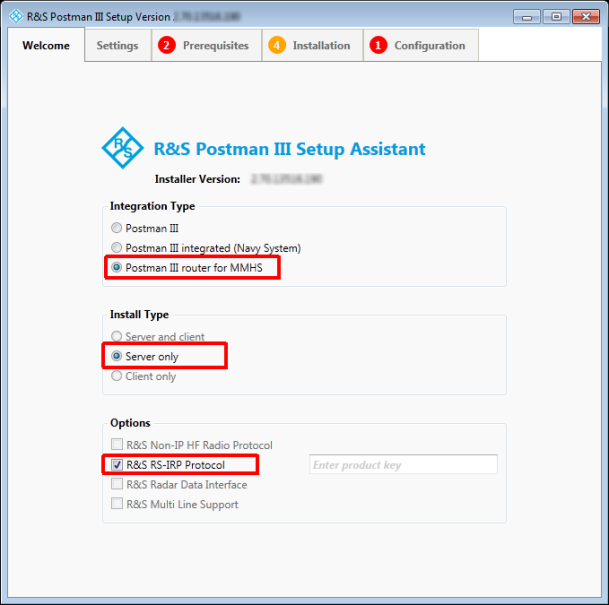 R&S Postman III Setup Version
Welcome
Settings
2 Prerequisites
4 Installation
1 Configuration
R&S
R&S Postman III Setup Assistant
Installer Version:
Integration Type
Postman III
Postman III integrated (Navy System)
Postman III router for MMHS
Install Type
Server and client
Server only
Client only
Options
R&S Non-IP HF Radio Protocol
R&S RS-IRP Protocol
Enter product key
R&S Radar Data Interface
R&S Multi Line Support